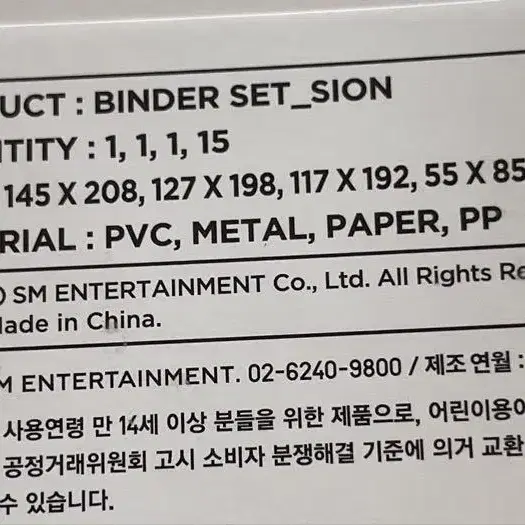 UCT : BINDER SET_SION
TITY : 1, 1, 1, 15
145 X 208, 127 X 198, 117 X 192, 55 X 85
RIAL : PVC, METAL, PAPER, PP
) SM ENTERTAINMENT Co., Ltd. All Rights Re
ade in China.
M ENTERTAINMENT. 02-6240-9800 / 제조 연월 :
사용연령 만 14세 이상 분들을 위한 제품으로, 어린이용이
공정거래위원회 고시 소비자 분쟁해결 기준에 의거 교환
수 있습니다.